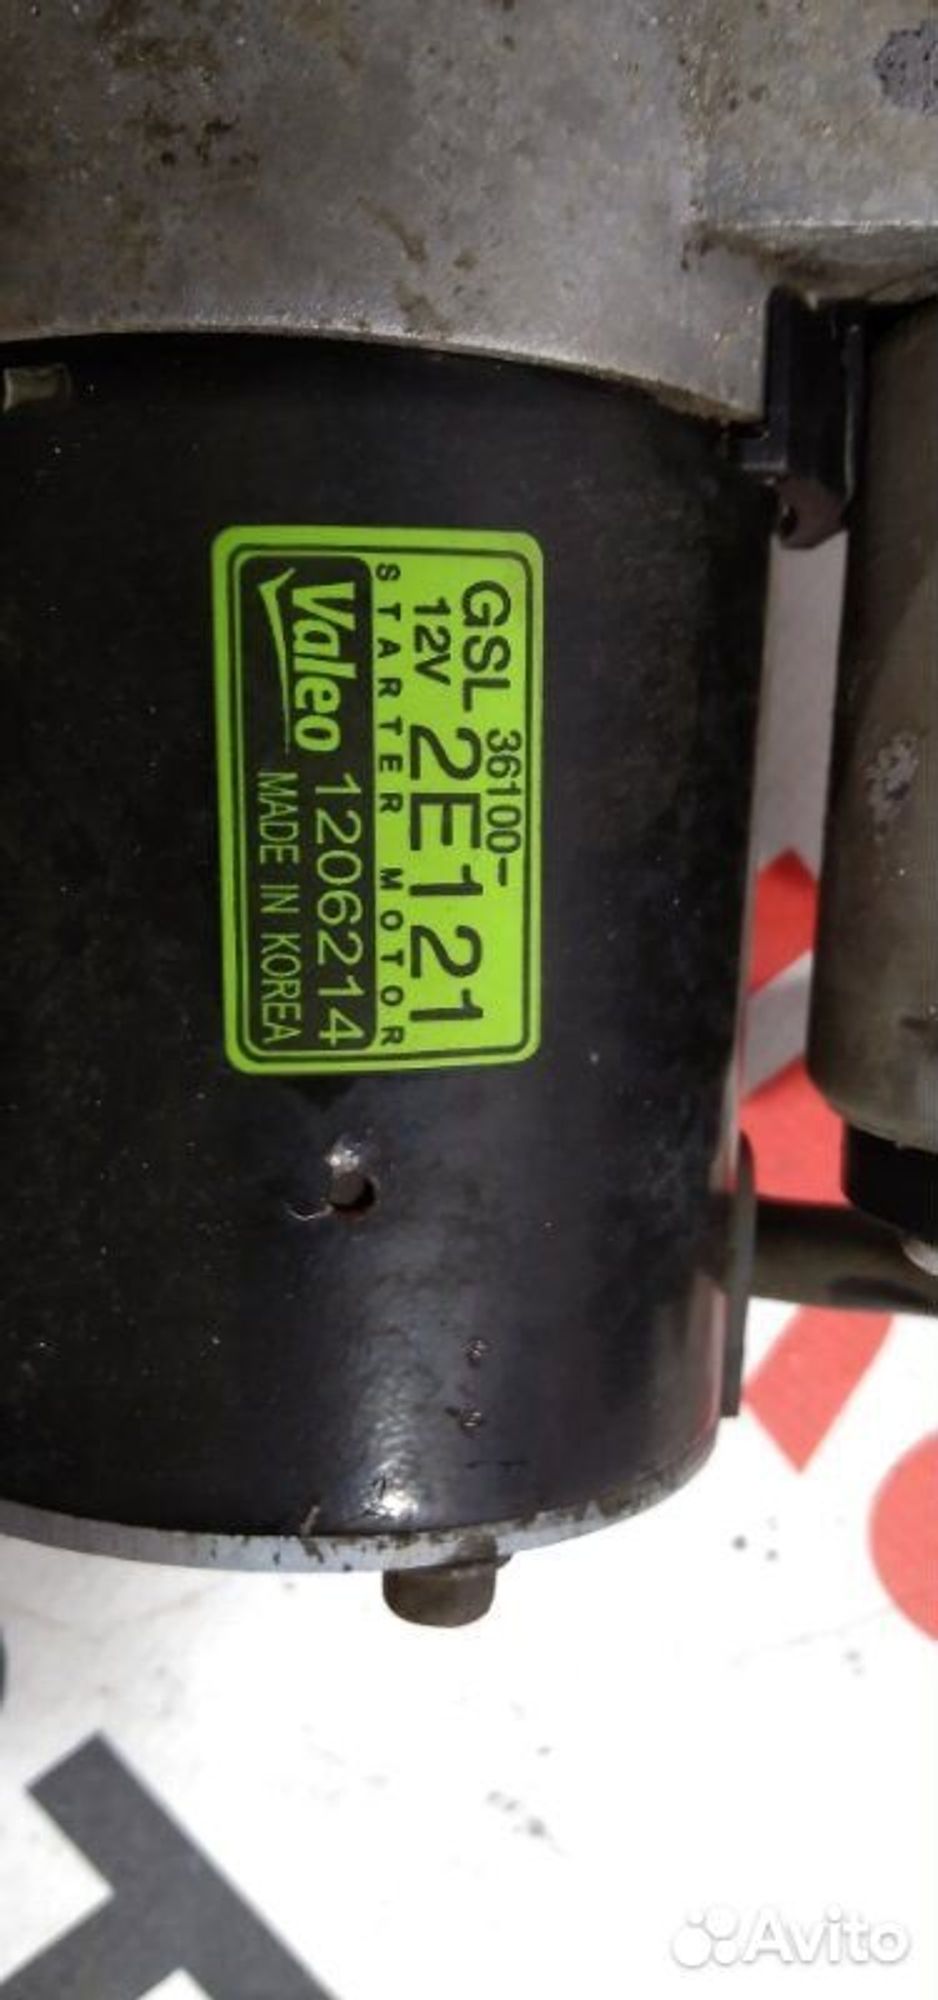 GSL 36100-
12V 2E121
STARTER MOTOR
Valeo 1206214
MADE IN KOREA
Avito